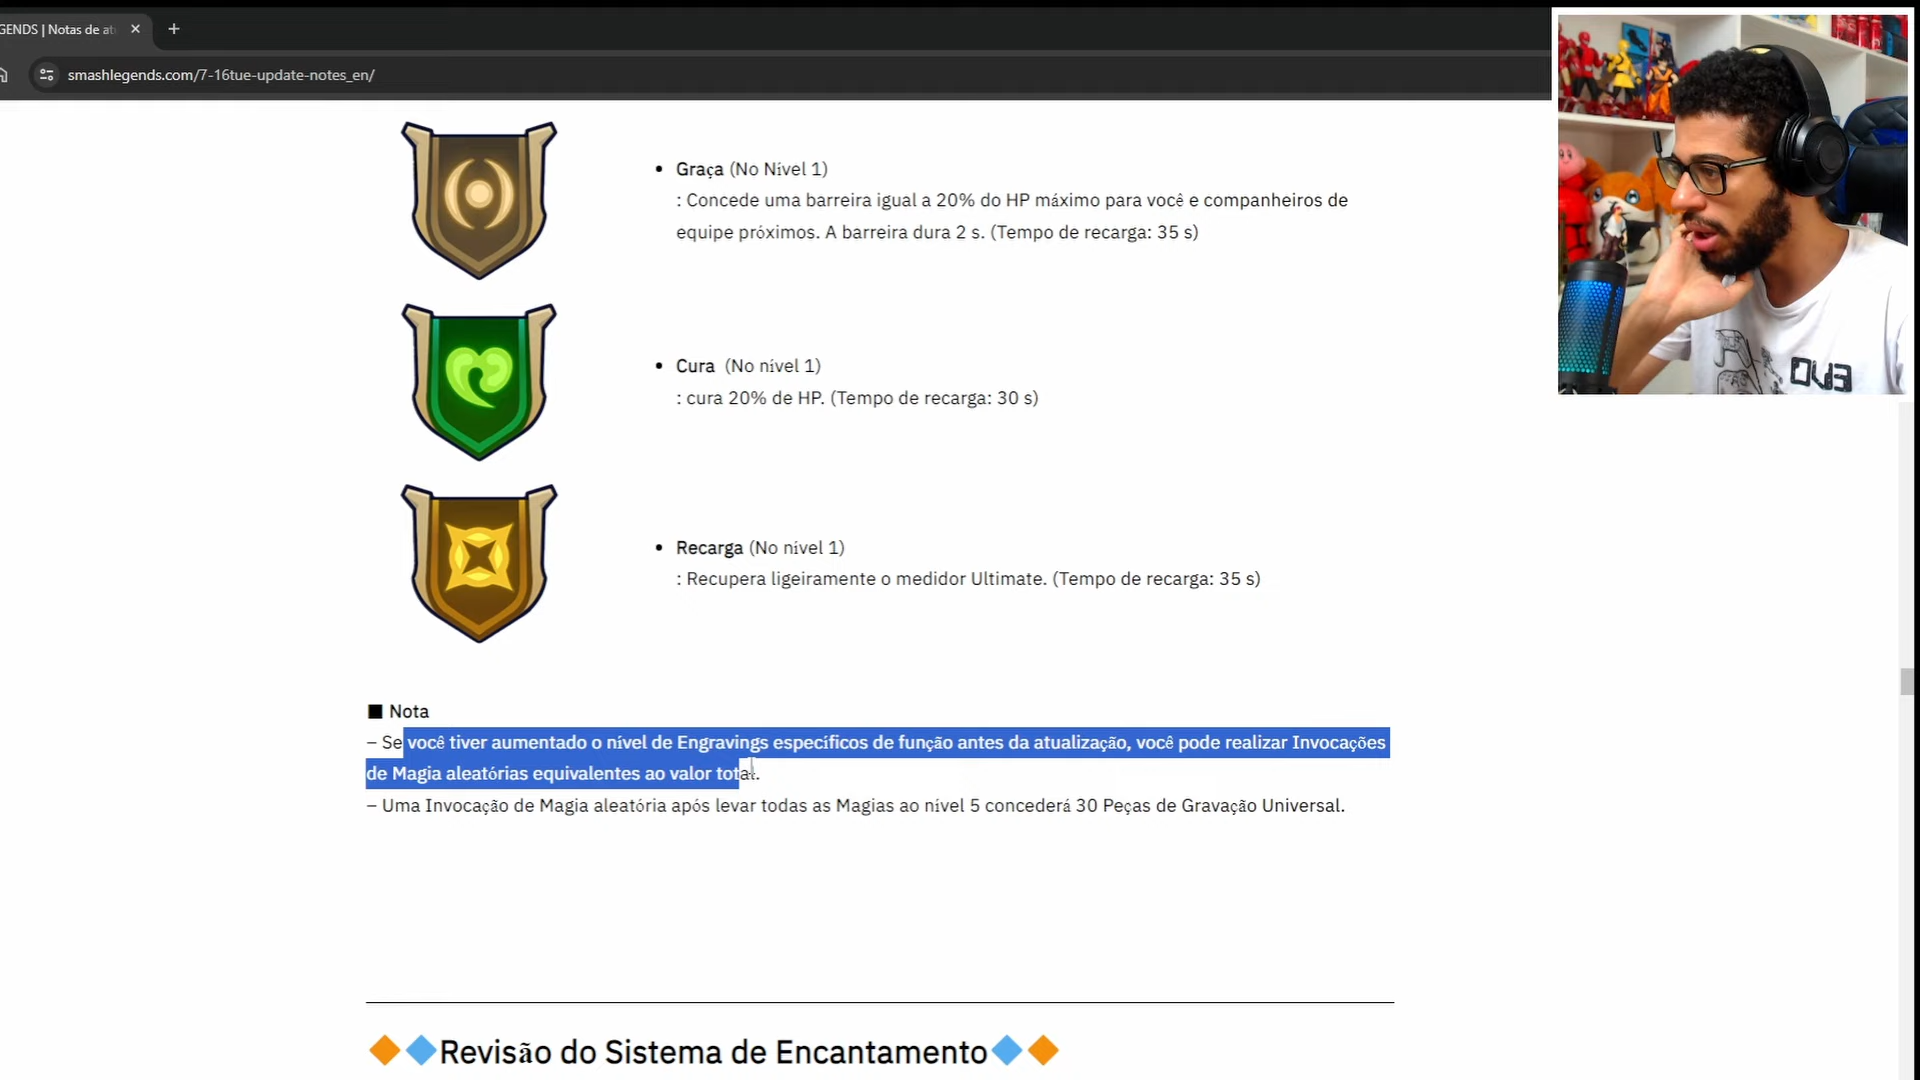 GENDS | Notas de at
smashlegends.com/7-16tue-update-notes_en/
• Graça (No Nível 1)
: Concede uma barreira igual a 20% do HP máximo para você e companheiros de
equipe próximos. A barreira dura 2 s. (Tempo de recarga: 35 s)
• Cura (No nível 1)
: cura 20% de HP. (Tempo de recarga: 30 s)
• Recarga (No nível 1)
: Recupera ligeiramente o medidor Ultimate. (Tempo de recarga: 35 s)
■ Nota
– Se você tiver aumentado o nível de Engravings específicos de função antes da atualização, você pode realizar Invocações
de Magia aleatórias equivalentes ao valor total.
– Uma Invocação de Magia aleatória após levar todas as Magias ao nível 5 concederá 30 Peças de Gravação Universal.
🔶🔷Revisão do Sistema de Encantamento🔷🔶